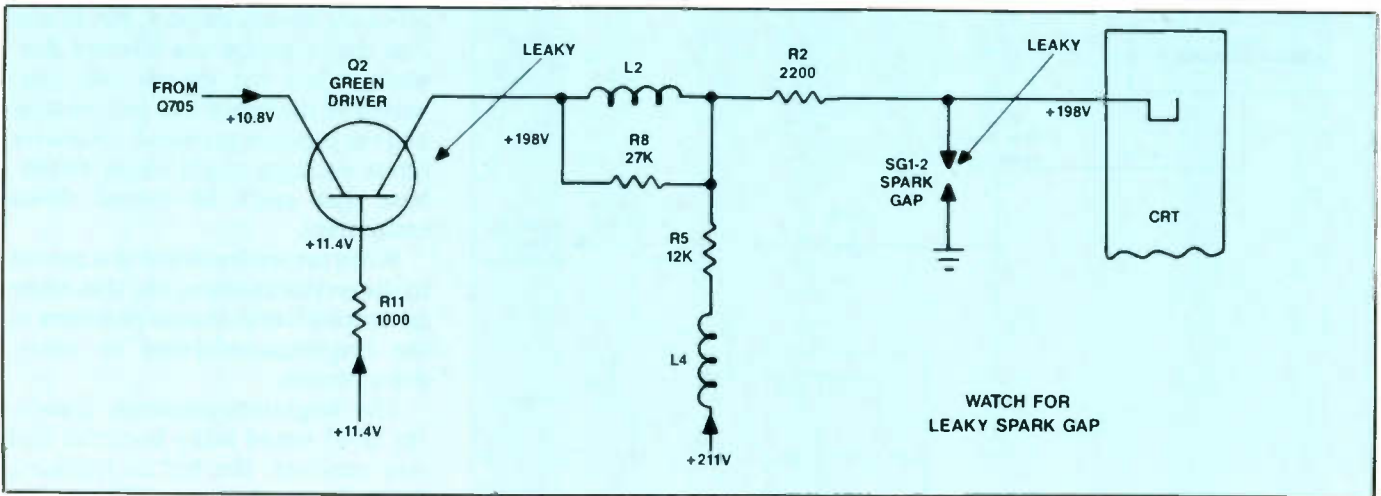 FROM
Q705
+10.8V
Q2
GREEN
DRIVER
LEAKY
+11.4V
R11
1000
+11.4V
+198V
L2
R8
27K
R5
12K
L4
+211V
R2
2200
LEAKY
SG1-2
SPARK
GAP
+198V
CRT
WATCH FOR
LEAKY SPARK GAP